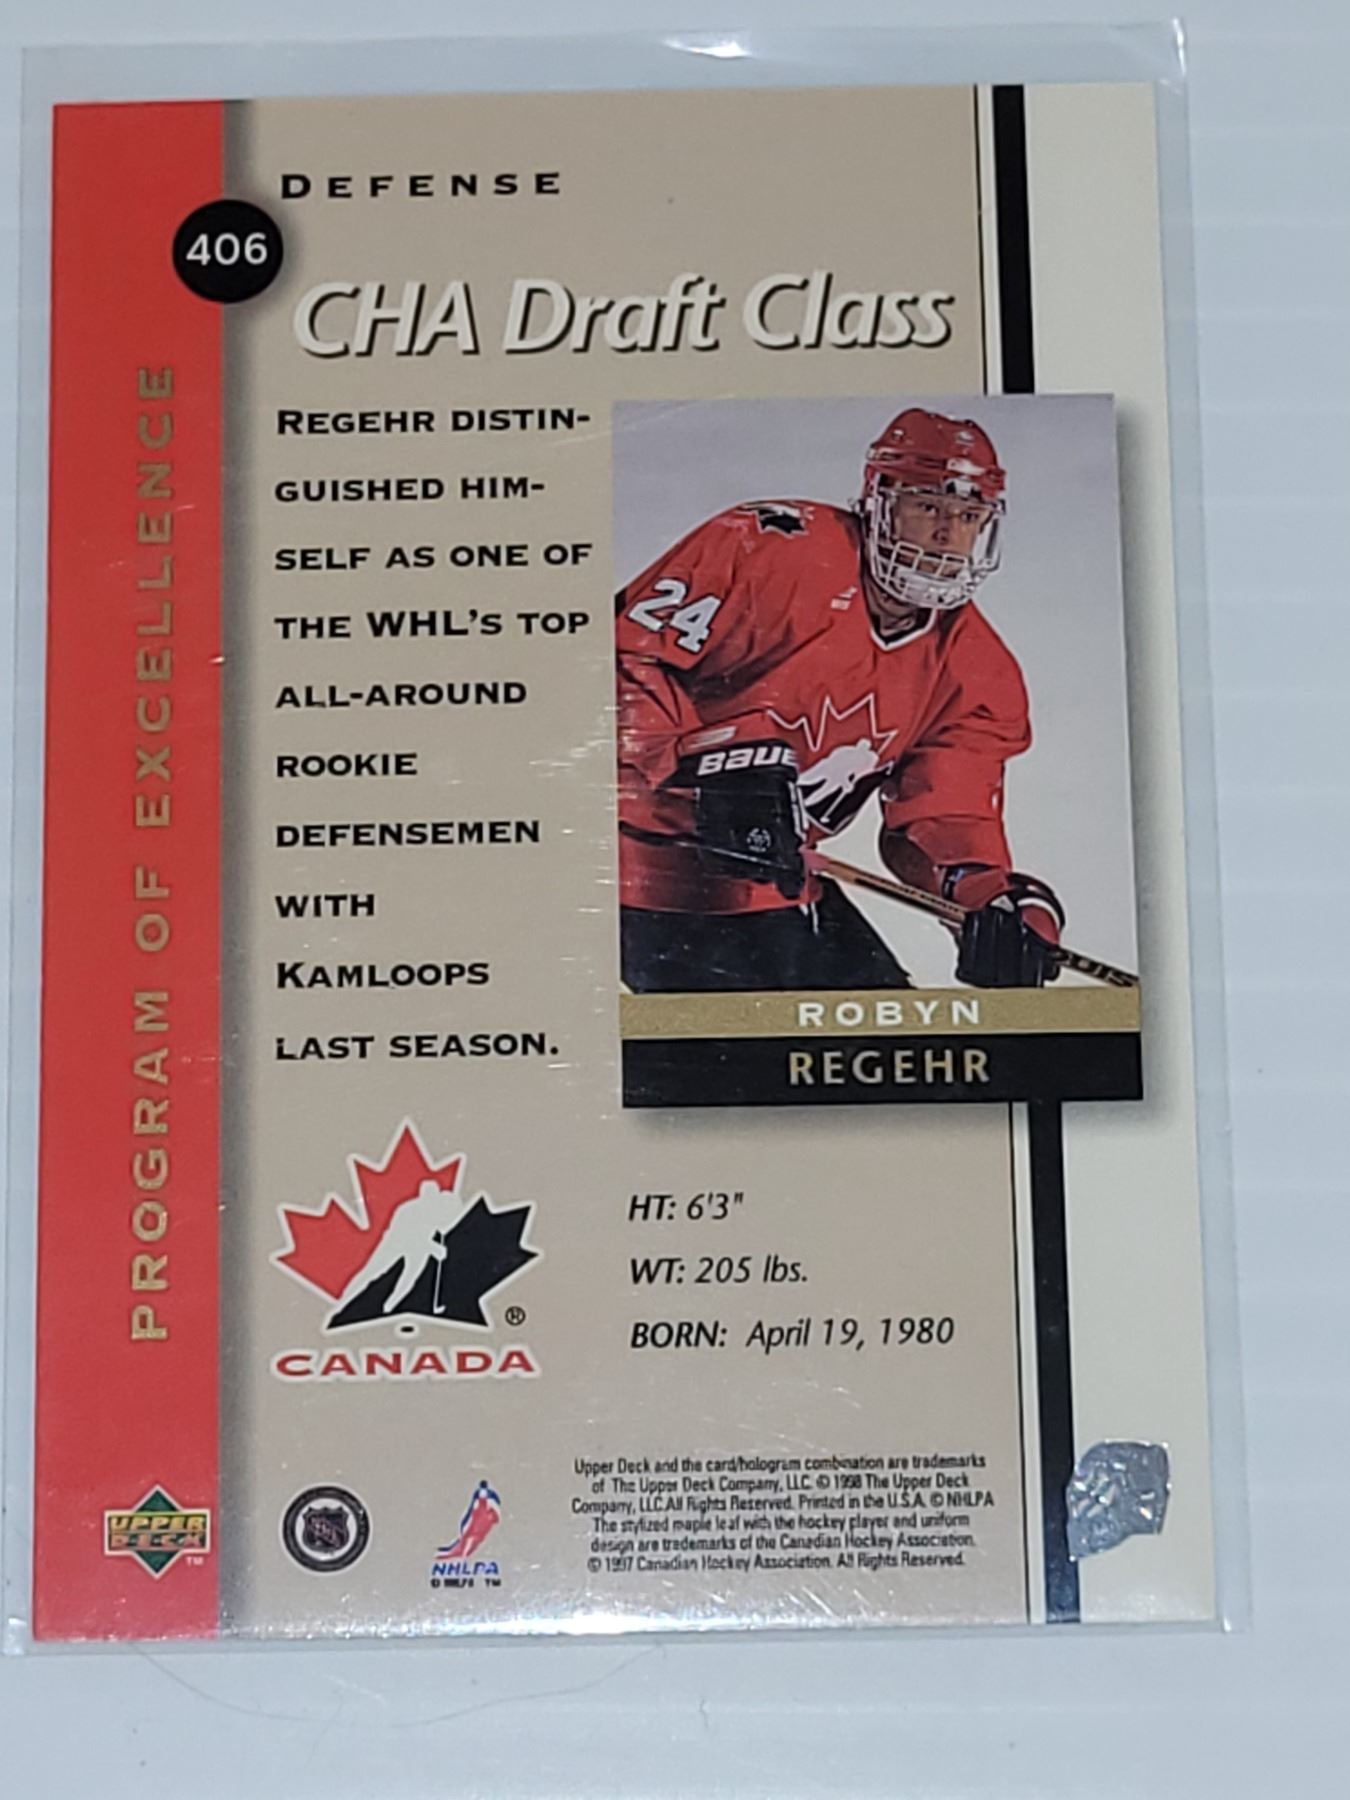 DEFENSE
406
CHA Draft Class
PROGRAM OF EXCELLENCE
REGEHR DISTIN-
GUISHED HIM-
SELF AS ONE OF
THE WHL'S TOP
ALL-AROUND
ROOKIE
DEFENSEMEN
WITH
KAMLOOPS
LAST SEASON.
24
BAUE
ROBYN
REGEHR
HT: 6'3"
WT: 205 lbs.
BORN: April 19, 1980
®
CANADA
UPPER
DECK
TM
NHL
NHLPA
© NHLPA TM
Upper Deck and the card/hologram combination are trademarks
of The Upper Deck Company, LLC. © 1998 The Upper Deck
Company, LLC. All Rights Reserved. Printed in the U.S.A. © NHLPA
The stylized maple leaf with the hockey player and uniform
design are trademarks of the Canadian Hockey Association.
© 1997 Canadian Hockey Association. All Rights Reserved.